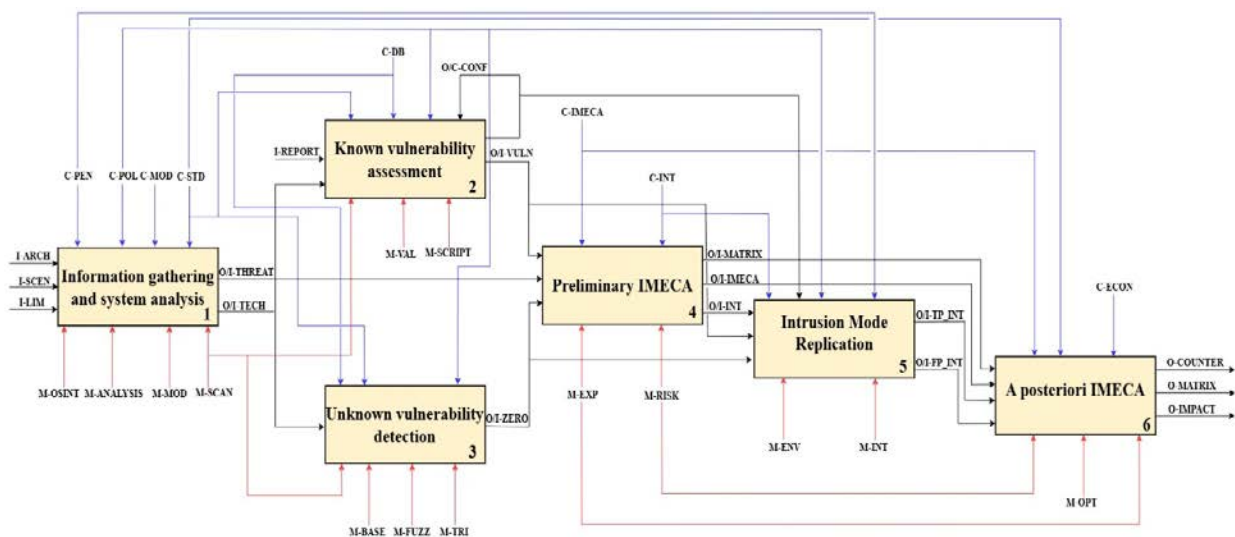 C-DB
O/C-CONF
C-IMECA
I-REPORT
Known vulnerability
assessment
2
O/I-VULN
C-PEN
C-POL
C-MOD
C-STD
C-INT
M-VAL
M-SCRIPT
I-ARCH
I-SCEN
I-LIM
Information gathering
and system analysis
1
O/I-THREAT
O/I-TECH
Preliminary IMECA
4
O/I-MATRIX
O/I-IMECA
O/I-INT
C-ECON
Intrusion Mode
Replication
5
O/I-TP_INT
O/I-FP_INT
M-OSINT
M-ANALYSIS
M-MOD
M-SCAN
M-EXP
M-RISK
Unknown vulnerability
detection
3
O/I-ZERO
A posteriori IMECA
6
O-COUNTER
O-MATRIX
O-IMPACT
M-ENV
M-INT
M-OPT
M-BASE
M-FUZZ
M-TRI